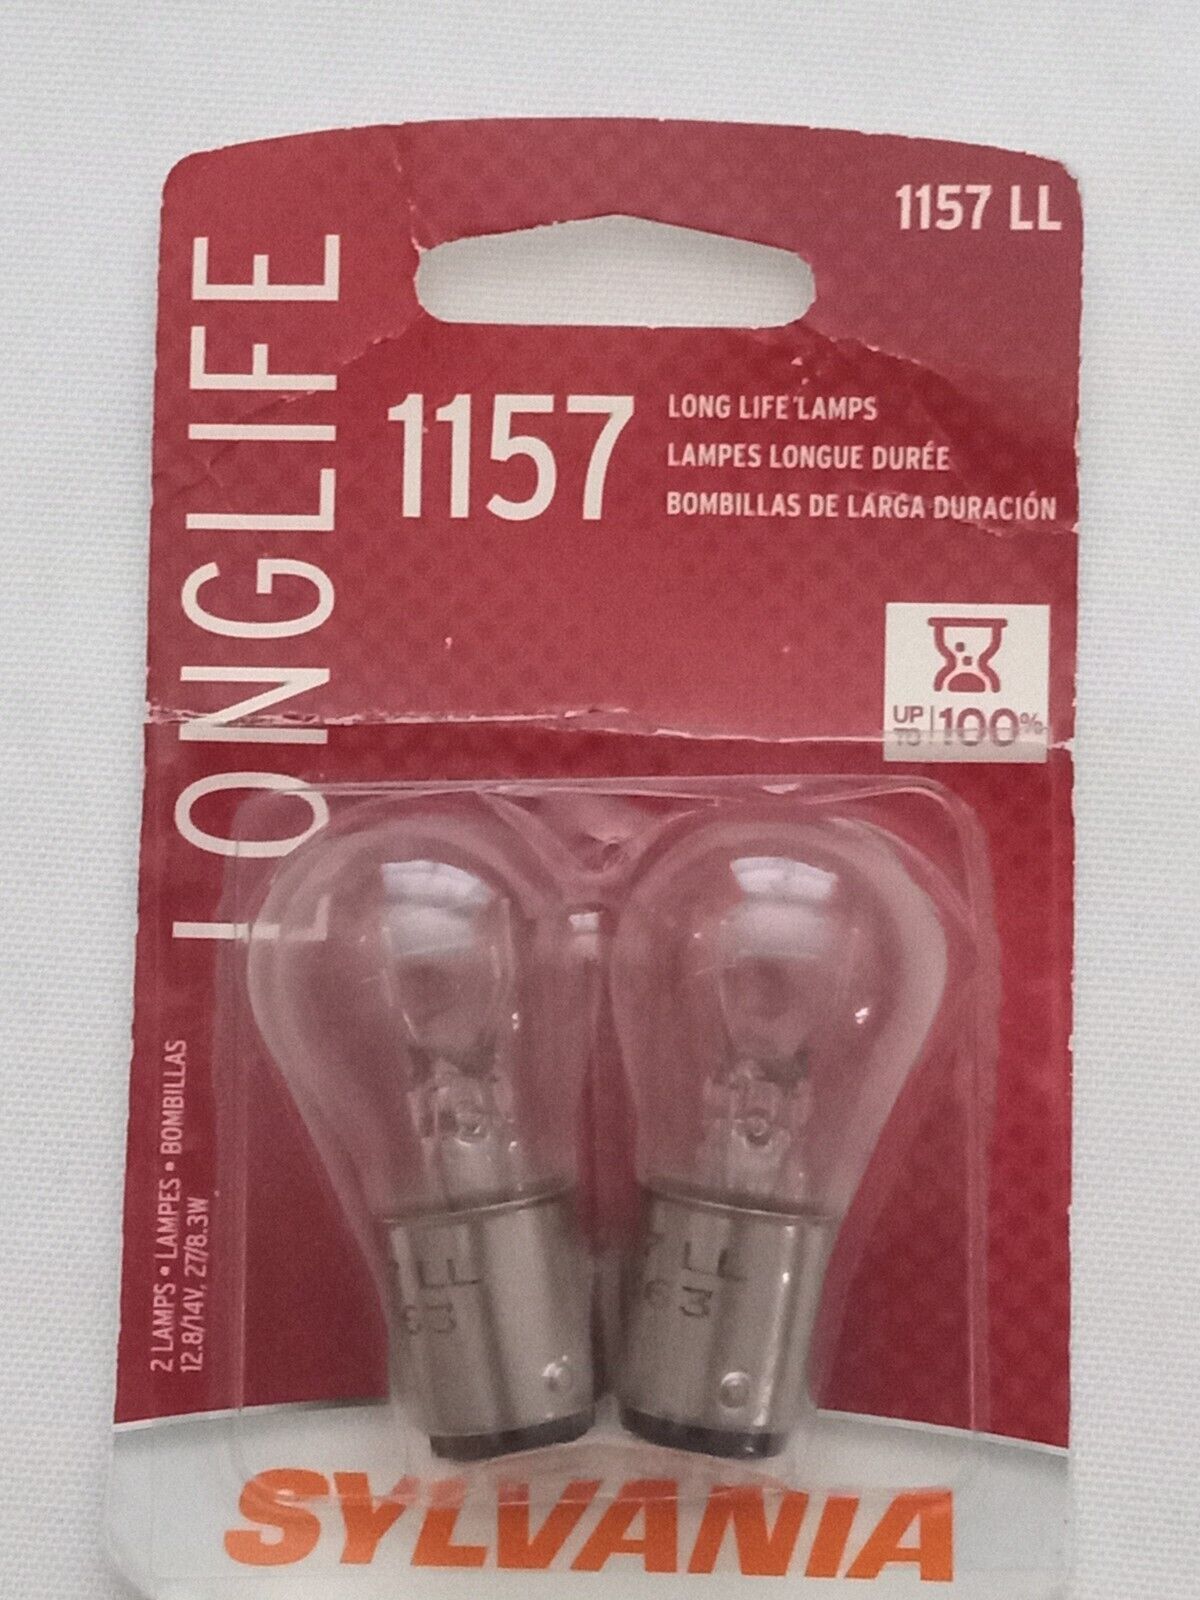 1157 LL
LONGLIFE
1157
LONG LIFE LAMPS
LAMPES LONGUE DURÉE
BOMBILLAS DE LARGA DURACIÓN
UP TO 100%
2 LAMPS • LAMPES • BOMBILLAS
12.8/14V, 27/8.3W
SYLVANIA